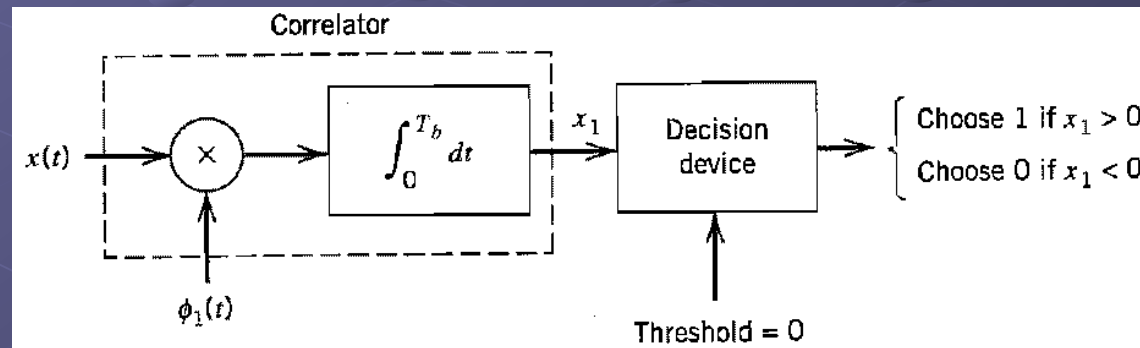 Correlator
x(t)
×
∫₀^{T_b} dt
x₁
Decision
device
Choose 1 if x₁ > 0
Choose 0 if x₁ < 0
ϕ₁(t)
Threshold = 0